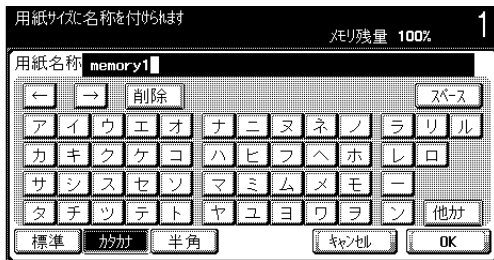 用紙サイズに名称を付けられます
メモリ残量 100% 1
用紙名称 memory1
← → 削除 スペース
ア イ ウ エ オ ナ ニ ヌ ネ ノ ラ リ ル
カ キ ク ケ コ ハ ヒ フ ヘ ホ レ ロ
サ シ ス セ ソ マ ミ ム メ モ ー
タ チ ツ テ ト ヤ ユ ヨ ワ ヲ ン 他カナ
標準 カタカナ 半角 キャンセル OK